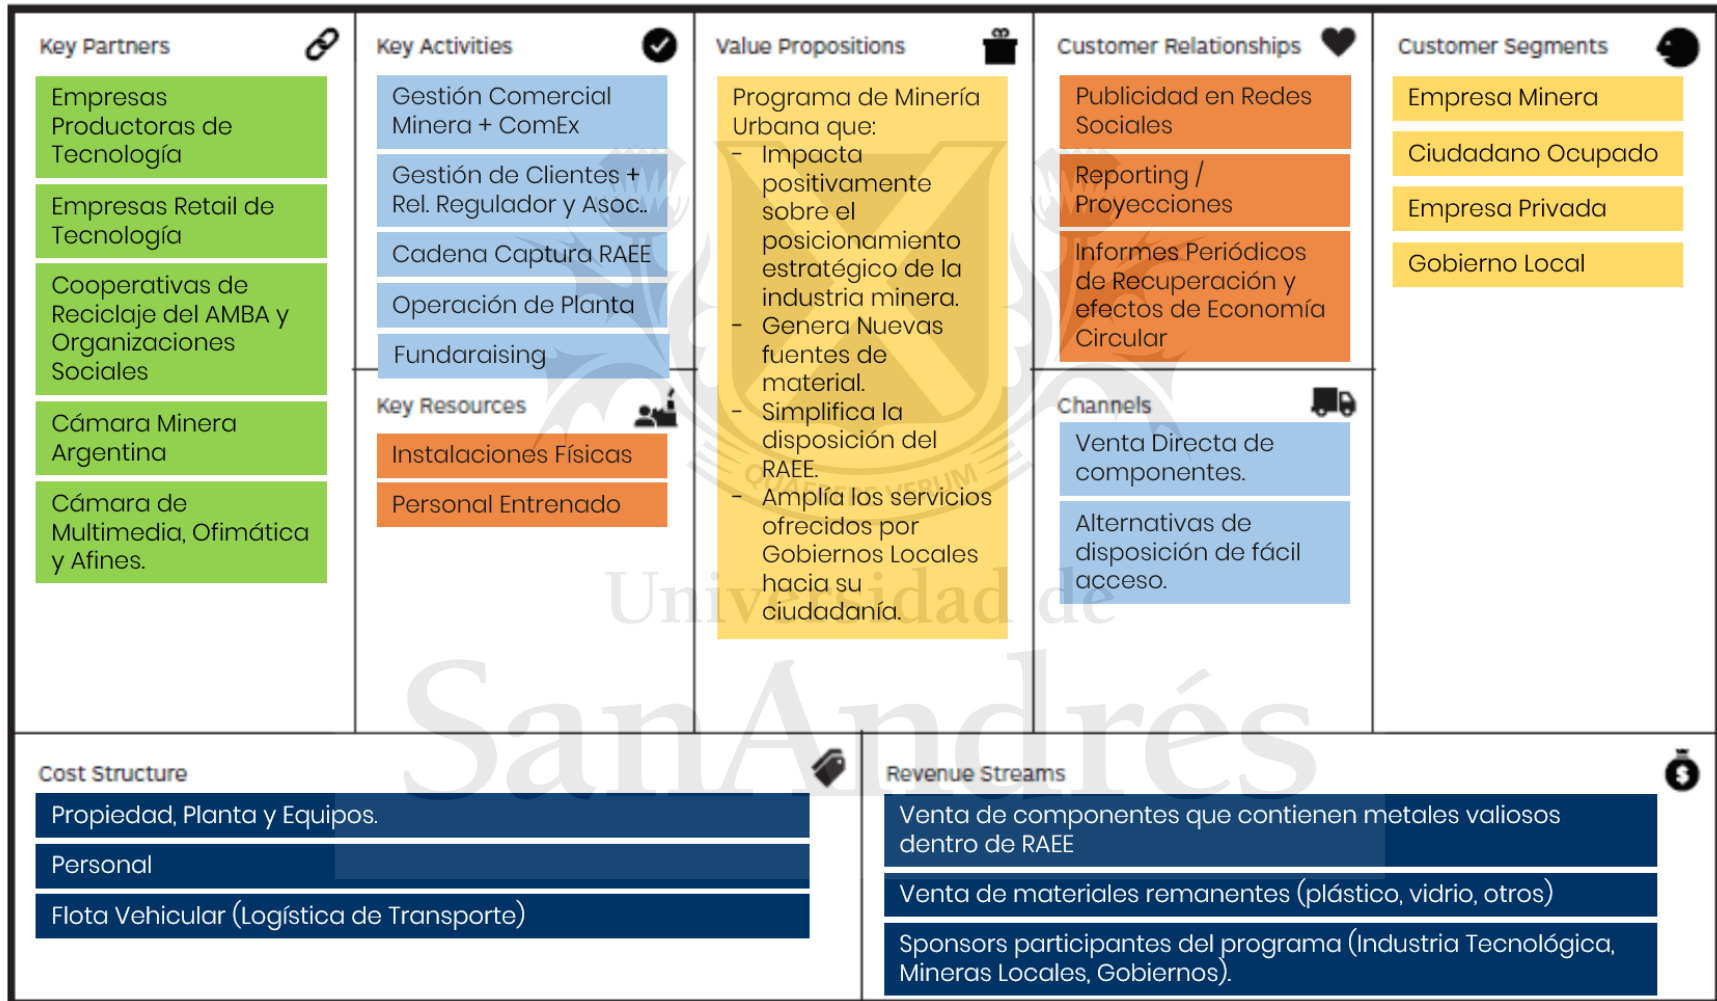 Key Partners
Empresas
Productoras de
Tecnología
Empresas Retail de
Tecnología
Cooperativas de
Reciclaje del AMBA y
Organizaciones
Sociales
Cámara Minera
Argentina
Cámara de
Multimedia, Ofimática
y Afines.
Key Activities
Gestión Comercial
Minera + ComEx
Gestión de Clientes +
Rel. Regulador y Asoc..
Cadena Captura RAEE
Operación de Planta
Fundaraising
Key Resources
Instalaciones Físicas
Personal Entrenado
Value Propositions
Programa de Minería
Urbana que:
- Impacta
positivamente
sobre el
posicionamiento
estratégico de la
industria minera.
- Genera Nuevas
fuentes de
material.
- Simplifica la
disposición del
RAEE.
- Amplía los servicios
ofrecidos por
Gobiernos Locales
hacia su
ciudadanía.
Customer Relationships
Publicidad en Redes
Sociales
Reporting /
Proyecciones
Informes Periódicos
de Recuperación y
efectos de Economía
Circular
Channels
Venta Directa de
componentes.
Alternativas de
disposición de fácil
acceso.
Customer Segments
Empresa Minera
Ciudadano Ocupado
Empresa Privada
Gobierno Local
Cost Structure
Propiedad, Planta y Equipos.
Personal
Flota Vehicular (Logística de Transporte)
Revenue Streams
Venta de componentes que contienen metales valiosos
dentro de RAEE
Venta de materiales remanentes (plástico, vidrio, otros)
Sponsors participantes del programa (Industria Tecnológica,
Mineras Locales, Gobiernos).
QUAERERE VERUM
Universidad de
SanAndrés